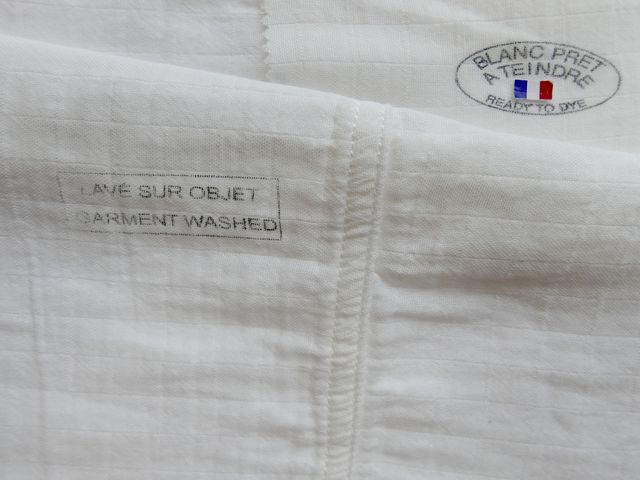 BLANC PRET
A TEINDRE
READY TO DYE
LAVÉ SUR OBJET
GARMENT WASHED